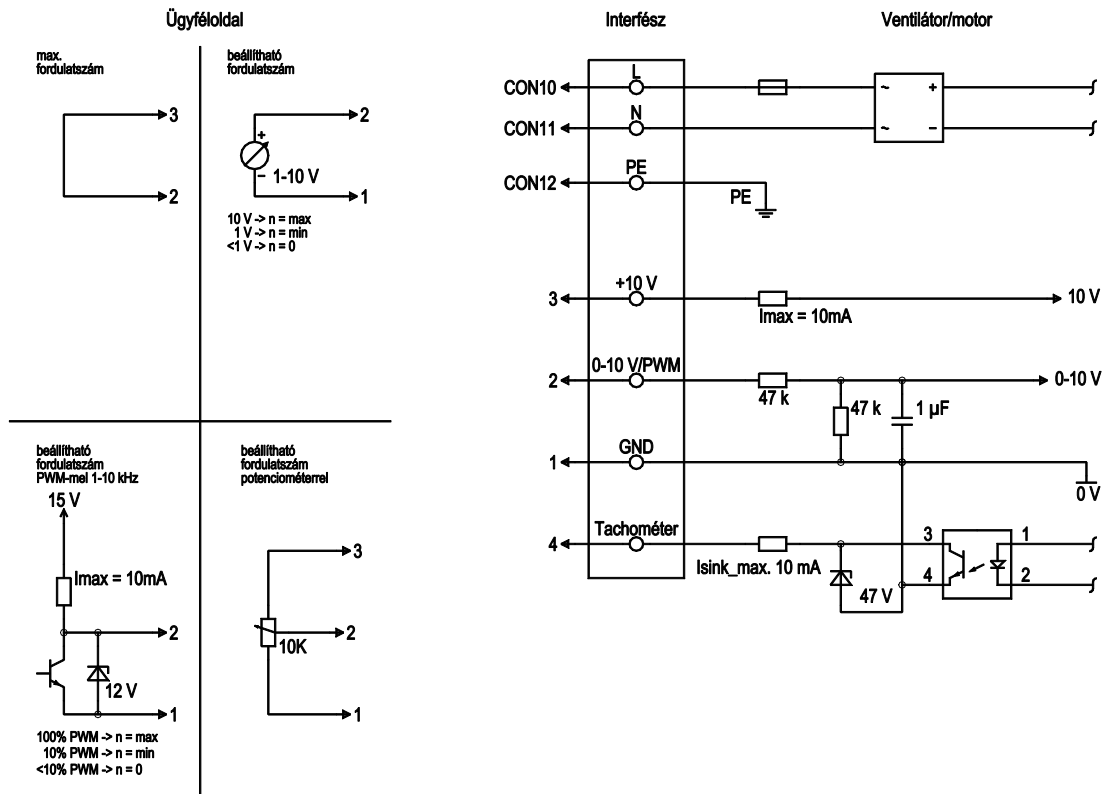 Ügyféloldal
Interfész
Ventilátor/motor
max.
fordulatszám
3
2
beállítható
fordulatszám
2
+
– 1-10 V
1
10 V -> n = max
1 V -> n = min
<1 V -> n = 0
beállítható
fordulatszám
PWM-mel 1-10 kHz
15 V
Imax = 10mA
2
12 V
1
100% PWM -> n = max
10% PWM -> n = min
<10% PWM -> n = 0
beállítható
fordulatszám
potenciométerrel
3
2
10K
1
L
CON10
~ +
N
CON11
~ –
PE
CON12
PE
+10 V
3
10 V
Imax = 10mA
0-10 V/PWM
2
0-10 V
47 k
47 k
1 µF
GND
1
0 V
Tachométer
4
3
1
Isink_max. 10 mA
4
2
47 V